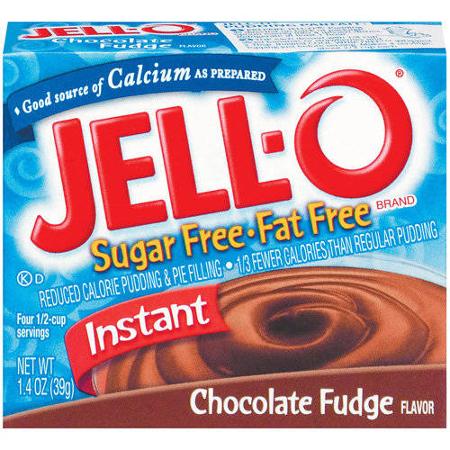 JELL-O
Chocolate
Fudge FLAVOR
Good source of Calcium AS PREPARED
JELL-O®
BRAND
Sugar Free • Fat Free
K D
REDUCED CALORIE PUDDING & PIE FILLING • 1/3 FEWER CALORIES THAN REGULAR PUDDING
Four 1/2-cup
servings
Instant
NET WT
1.4 OZ (39g)
Chocolate Fudge FLAVOR